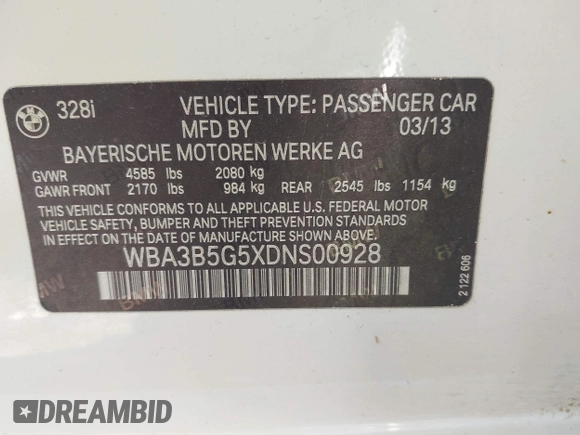 328i VEHICLE TYPE: PASSENGER CAR
MFD BY 03/13
BAYERISCHE MOTOREN WERKE AG
GVWR 4585 lbs 2080 kg
GAWR FRONT 2170 lbs 984 kg REAR 2545 lbs 1154 kg
THIS VEHICLE CONFORMS TO ALL APPLICABLE U.S. FEDERAL MOTOR
VEHICLE SAFETY, BUMPER AND THEFT PREVENTION STANDARDS
IN EFFECT ON THE DATE OF MANUFACTURE SHOWN ABOVE.
WBA3B5G5XDNS00928
2 122 606
DREAMBID